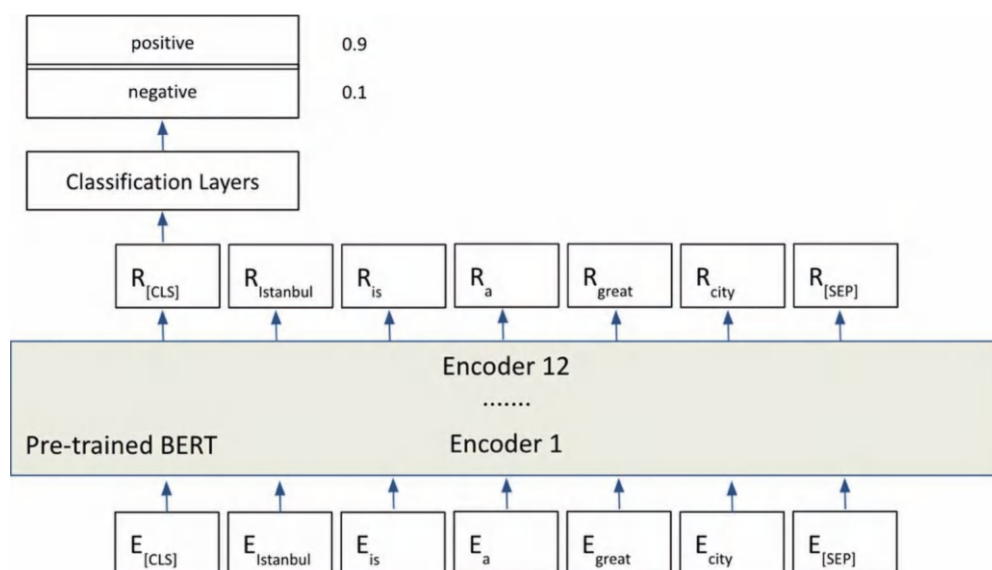 positive 0.9
negative 0.1
Classification Layers
R[CLS] RIstanbul Ris Ra Rgreat Rcity R[SEP]
Encoder 12
.......
Pre-trained BERT Encoder 1
E[CLS] EIstanbul Eis Ea Egreat Ecity E[SEP]